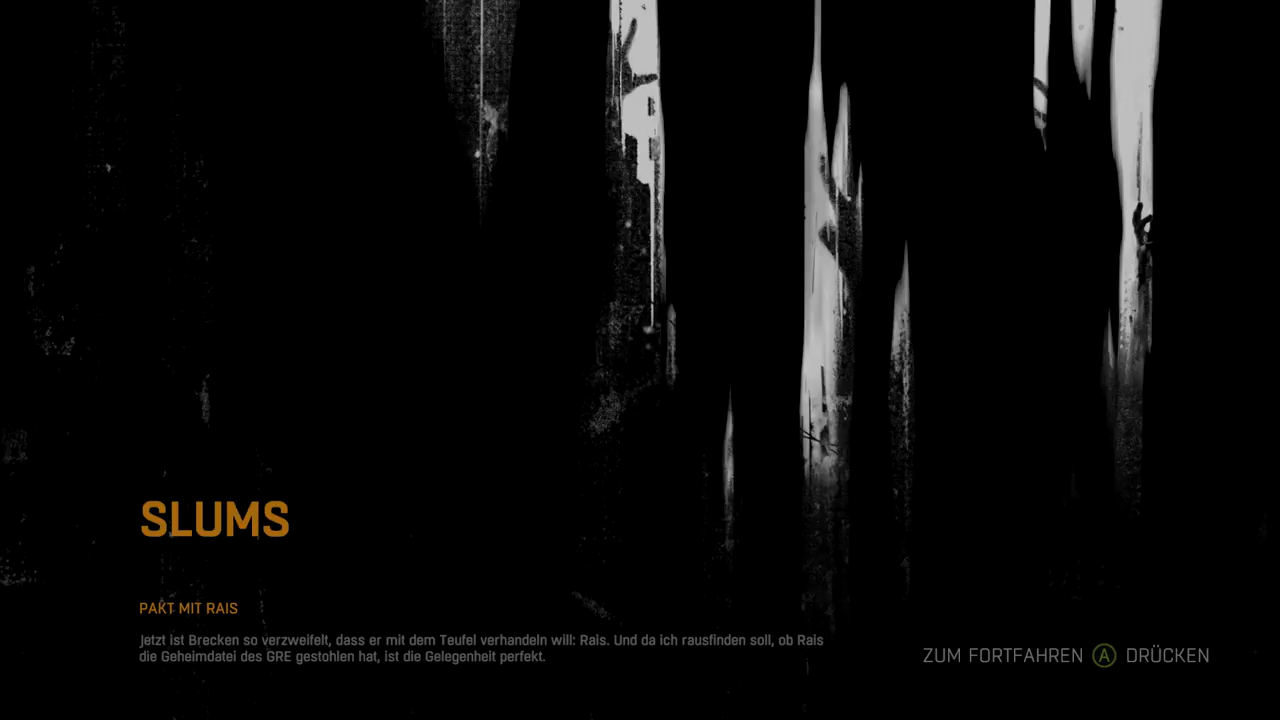 SLUMS
PAKT MIT RAIS
Jetzt ist Brecken so verzweifelt, dass er mit dem Teufel verhandeln will: Rais. Und da ich rausfinden soll, ob Rais
die Geheimdatei des GRE gestohlen hat, ist die Gelegenheit perfekt.
ZUM FORTFAHREN A DRÜCKEN